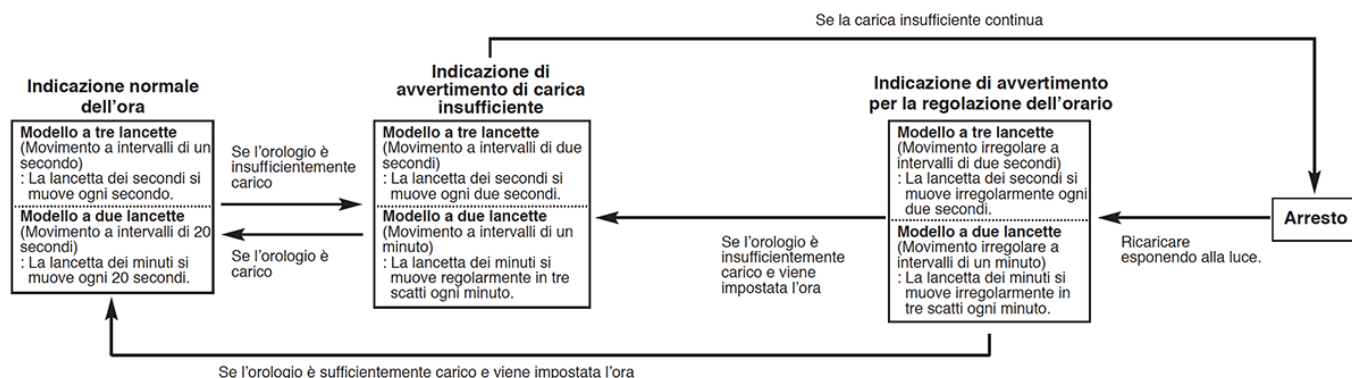 Se la carica insufficiente continua
Indicazione normale
dell'ora
Modello a tre lancette
(Movimento a intervalli di un
secondo)
: La lancetta dei secondi si
muove ogni secondo.
Modello a due lancette
(Movimento a intervalli di 20
secondi)
: La lancetta dei minuti si
muove ogni 20 secondi.
Se l'orologio è
insufficientemente
carico
Se l'orologio è
carico
Indicazione di
avvertimento di carica
insufficiente
Modello a tre lancette
(Movimento a intervalli di due
secondi)
: La lancetta dei secondi si
muove ogni due secondi.
Modello a due lancette
(Movimento a intervalli di un
minuto)
: La lancetta dei minuti si
muove regolarmente in tre
scatti ogni minuto.
Se l'orologio è
insufficientemente
carico e viene
impostata l'ora
Indicazione di avvertimento
per la regolazione dell'orario
Modello a tre lancette
(Movimento irregolare a
intervalli di due secondi)
: La lancetta dei secondi si
muove irregolarmente ogni
due secondi.
Modello a due lancette
(Movimento irregolare a
intervalli di un minuto)
: La lancetta dei minuti si
muove irregolarmente in
tre scatti ogni minuto.
Arresto
Ricaricare
esponendo alla luce.
Se l'orologio è sufficientemente carico e viene impostata l'ora